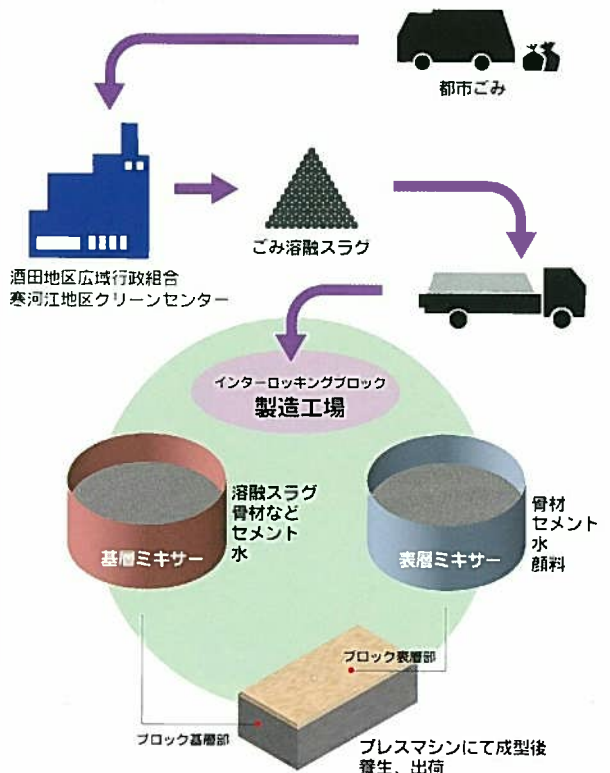 都市ごみ
ごみ溶融スラグ
酒田地区広域行政組合
寒河江地区クリーンセンター
インターロッキングブロック
製造工場
溶融スラグ
骨材など
セメント
水
基層ミキサー
骨材
セメント
水
顔料
表層ミキサー
ブロック表層部
ブロック基層部
プレスマシンにて成型後
養生、出荷